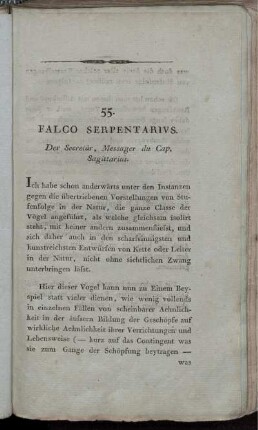 55.
FALCO SERPENTARIVS.
Der Secretär, Messager du Cap,
Sagittarius.
Ich habe schon anderwärts unter den Instanzen
gegen die übertriebenen Vorstellungen von Stu-
fenfolge in der Natur, die ganze Classe der
Vögel angeführt, als welche gleichsam isolirt
steht, mit keiner andern zusammenfliesst, und
sich daher auch in den scharfsinnigsten und
kunstreichsten Entwürfen von Kette oder Leiter
in der Natur, nicht ohne sichtlichen Zwang
unterbringen lässt.
Hier dieser Vogel kann nun zu Einem Bey-
spiel statt vieler dienen, wie wenig vollends
in einzelnen Fällen von scheinbarer Aehnlich-
keit in der äussern Bildung der Geschöpfe auf
wirkliche Aehnlichkeit ihrer Verrichtungen und
Lebensweise (— kurz auf das Contingent was
sie zum Gange der Schöpfung beytragen —
was